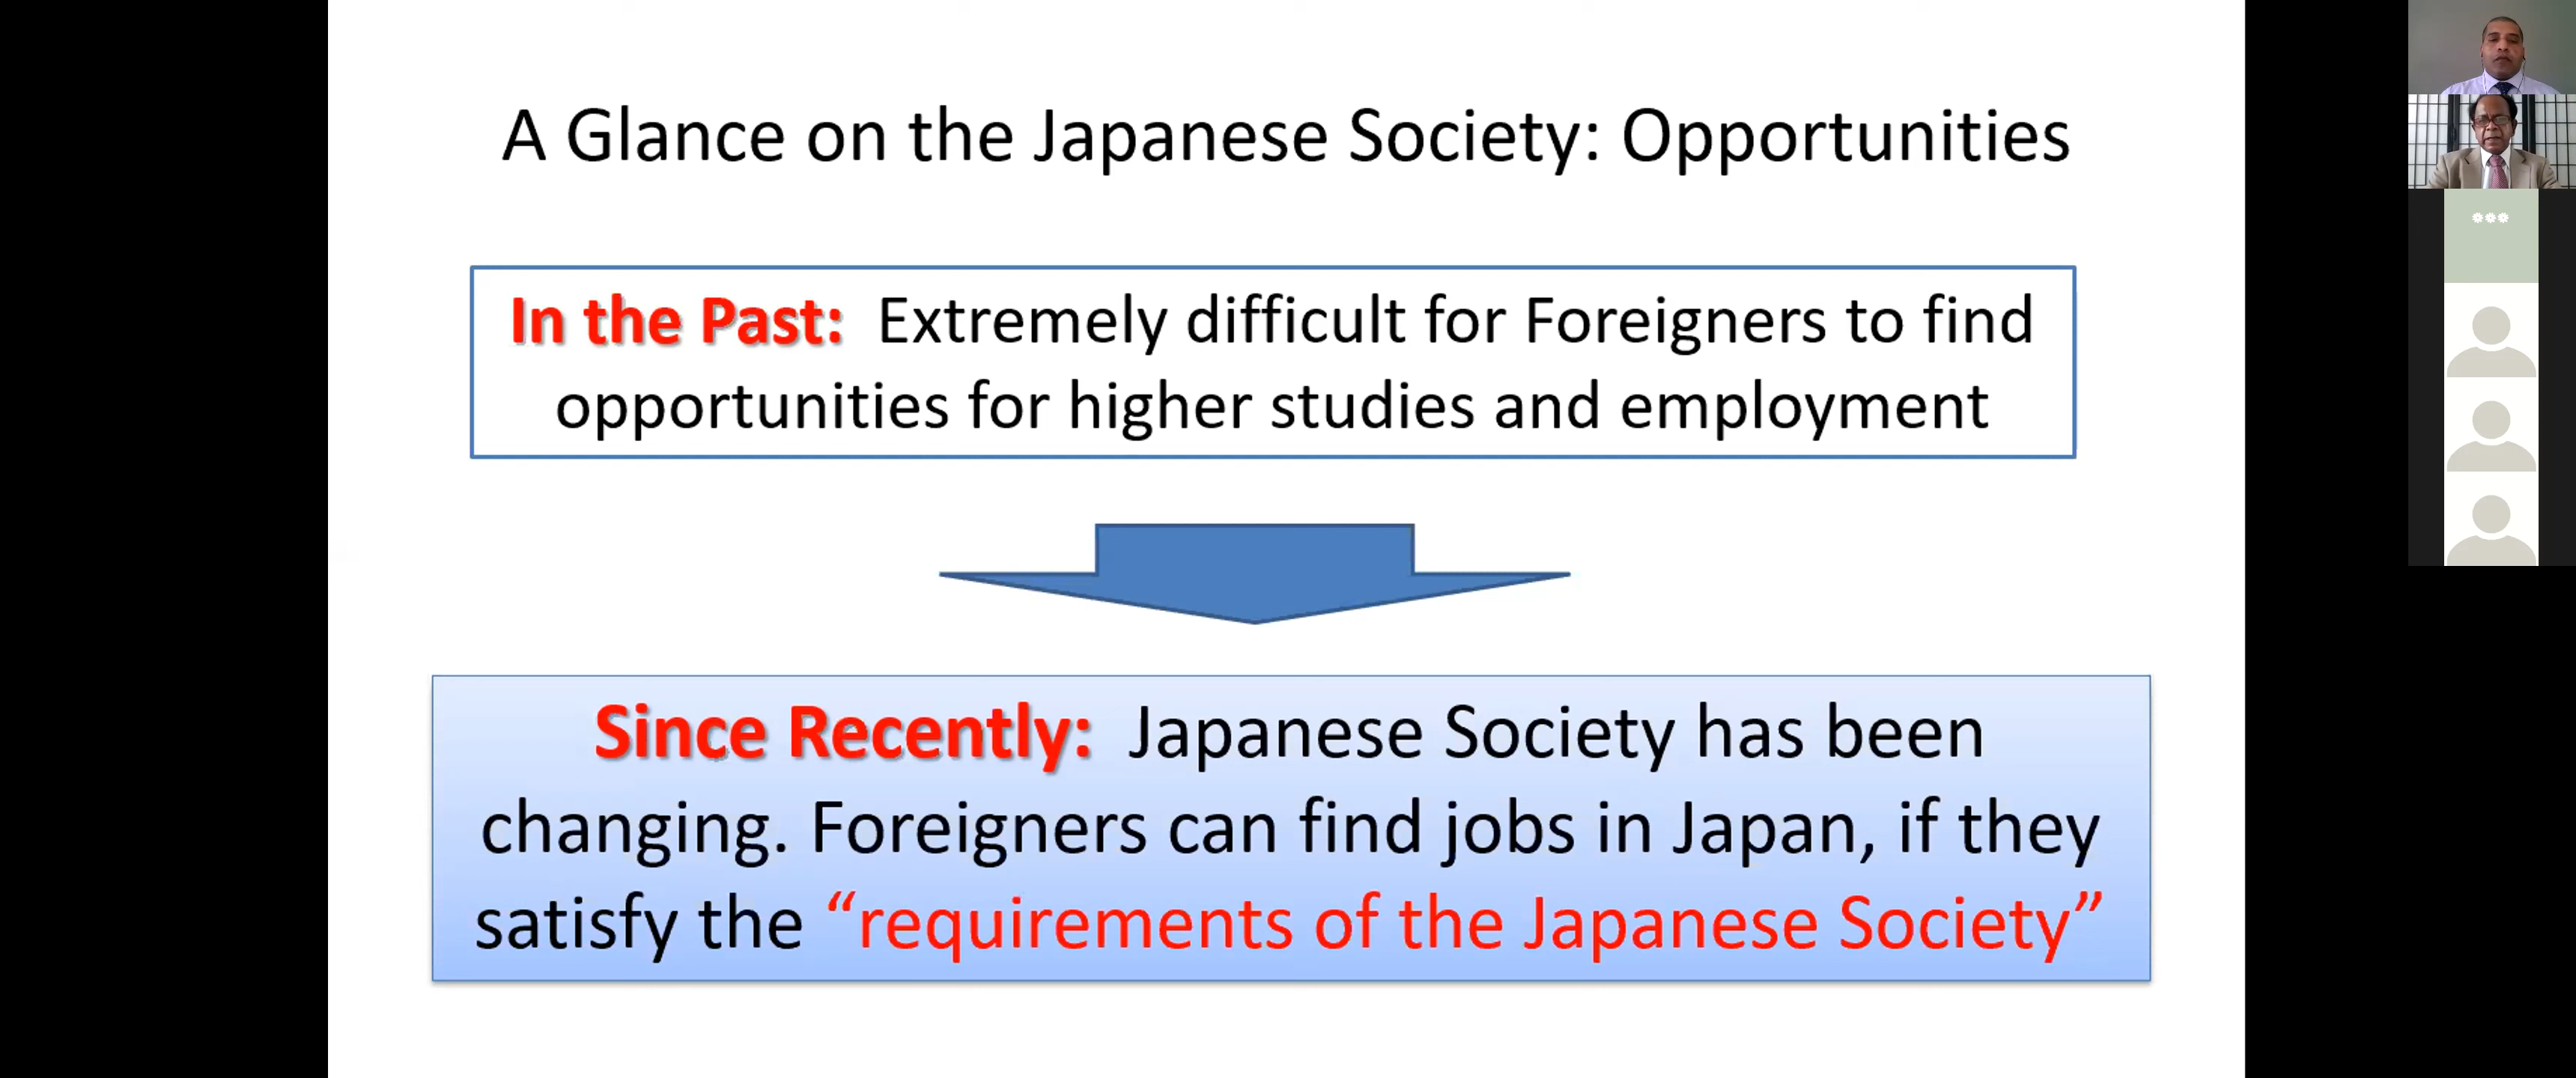 A Glance on the Japanese Society: Opportunities
In the Past: Extremely difficult for Foreigners to find
opportunities for higher studies and employment
Since Recently: Japanese Society has been
changing. Foreigners can find jobs in Japan, if they
satisfy the “requirements of the Japanese Society”